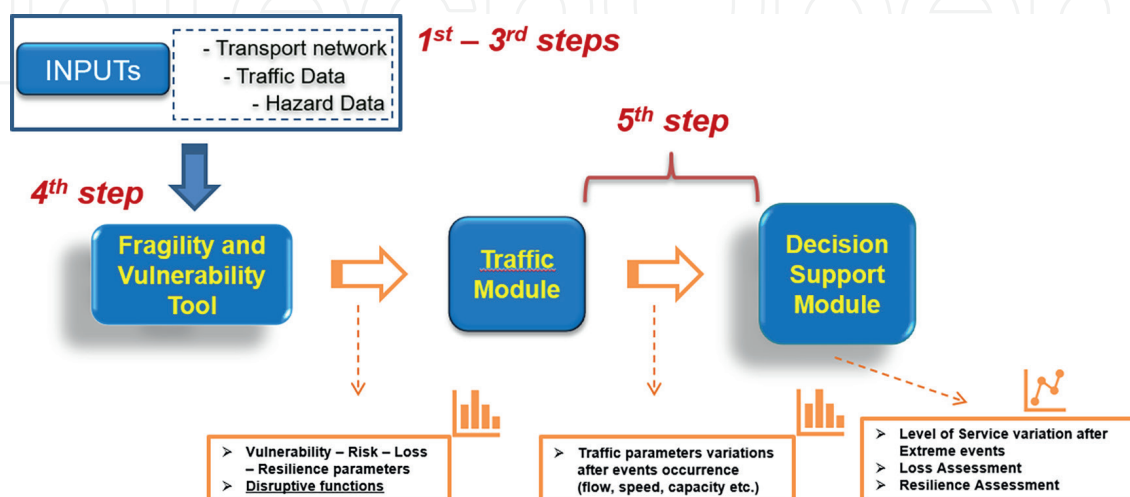 INPUTs
- Transport network
- Traffic Data
- Hazard Data
1st – 3rd steps
4th step
5th step
Fragility and
Vulnerability
Tool
Traffic
Module
Decision
Support
Module
➢ Vulnerability – Risk – Loss
– Resilience parameters
➢ Disruptive functions
➢ Traffic parameters variations
after events occurrence
(flow, speed, capacity etc.)
➢ Level of Service variation after
Extreme events
➢ Loss Assessment
➢ Resilience Assessment